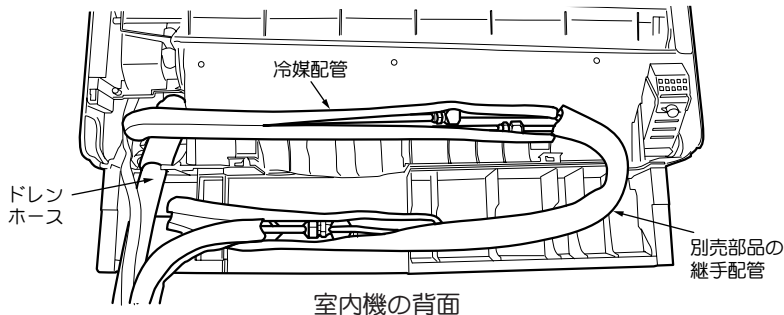 冷媒配管
ドレン
ホース
別売部品の
継手配管
室内機の背面